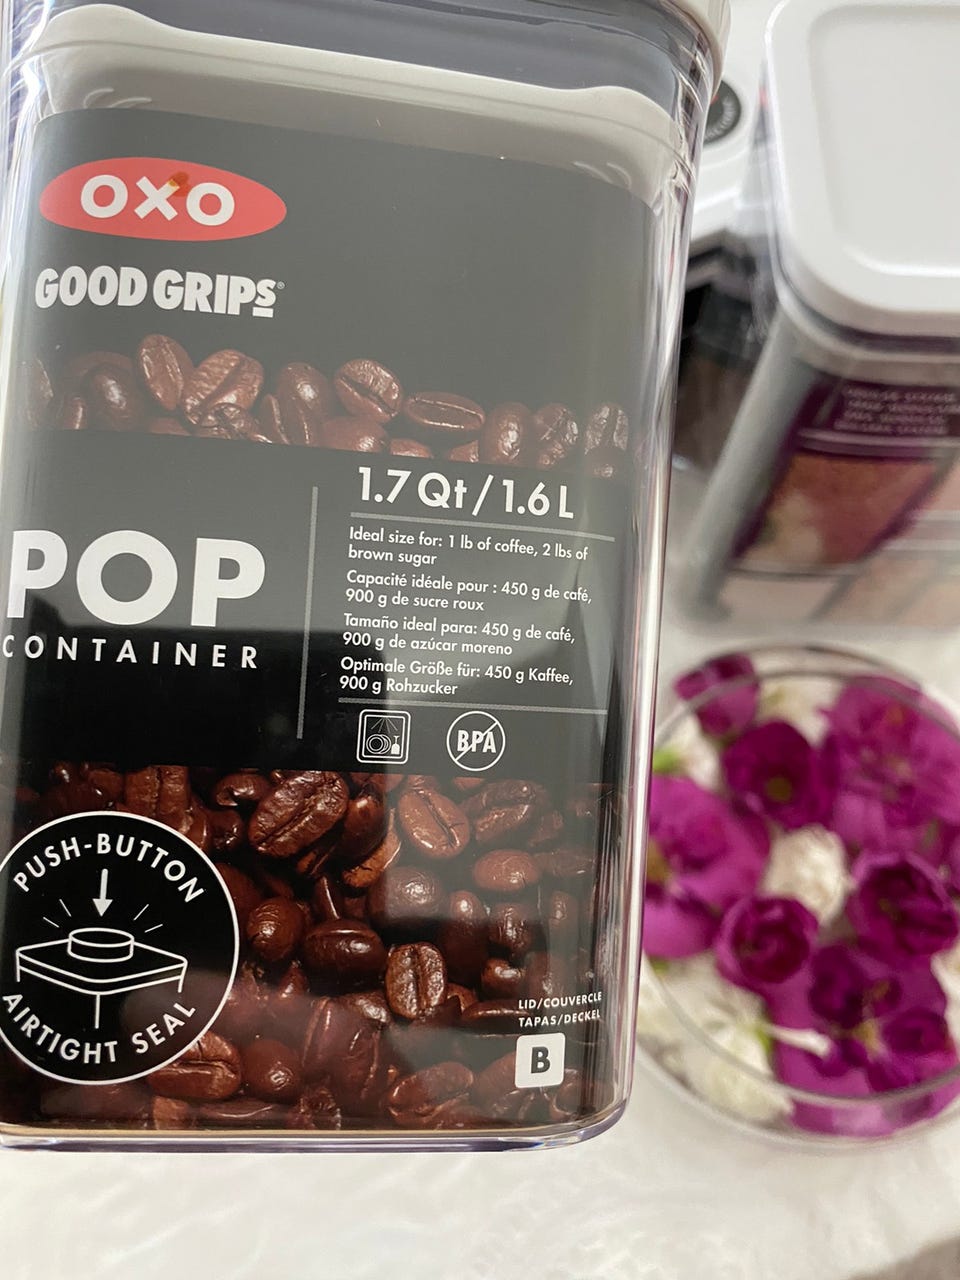 OXO
GOOD GRIPS®
1.7 Qt / 1.6 L
Ideal size for: 1 lb of coffee, 2 lbs of
brown sugar
Capacité idéale pour : 450 g de café,
900 g de sucre roux
Tamaño ideal para: 450 g de café,
900 g de azúcar moreno
Optimale Größe für: 450 g Kaffee,
900 g Rohzucker
BPA
POP
CONTAINER
PUSH-BUTTON
AIRTIGHT SEAL
LID/COUVERCLE
TAPAS/DECKEL
B